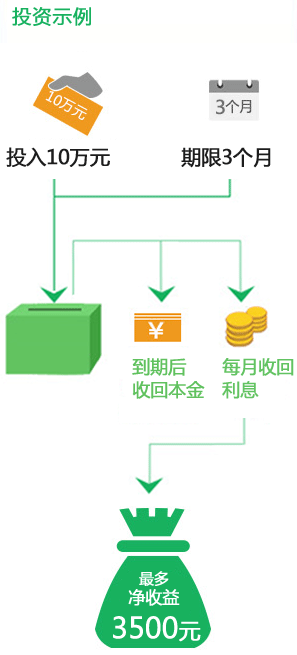 投资示例
10万元
3个月
投入10万元
期限3个月
¥
到期后
收回本金
每月收回
利息
最多
净收益
3500元